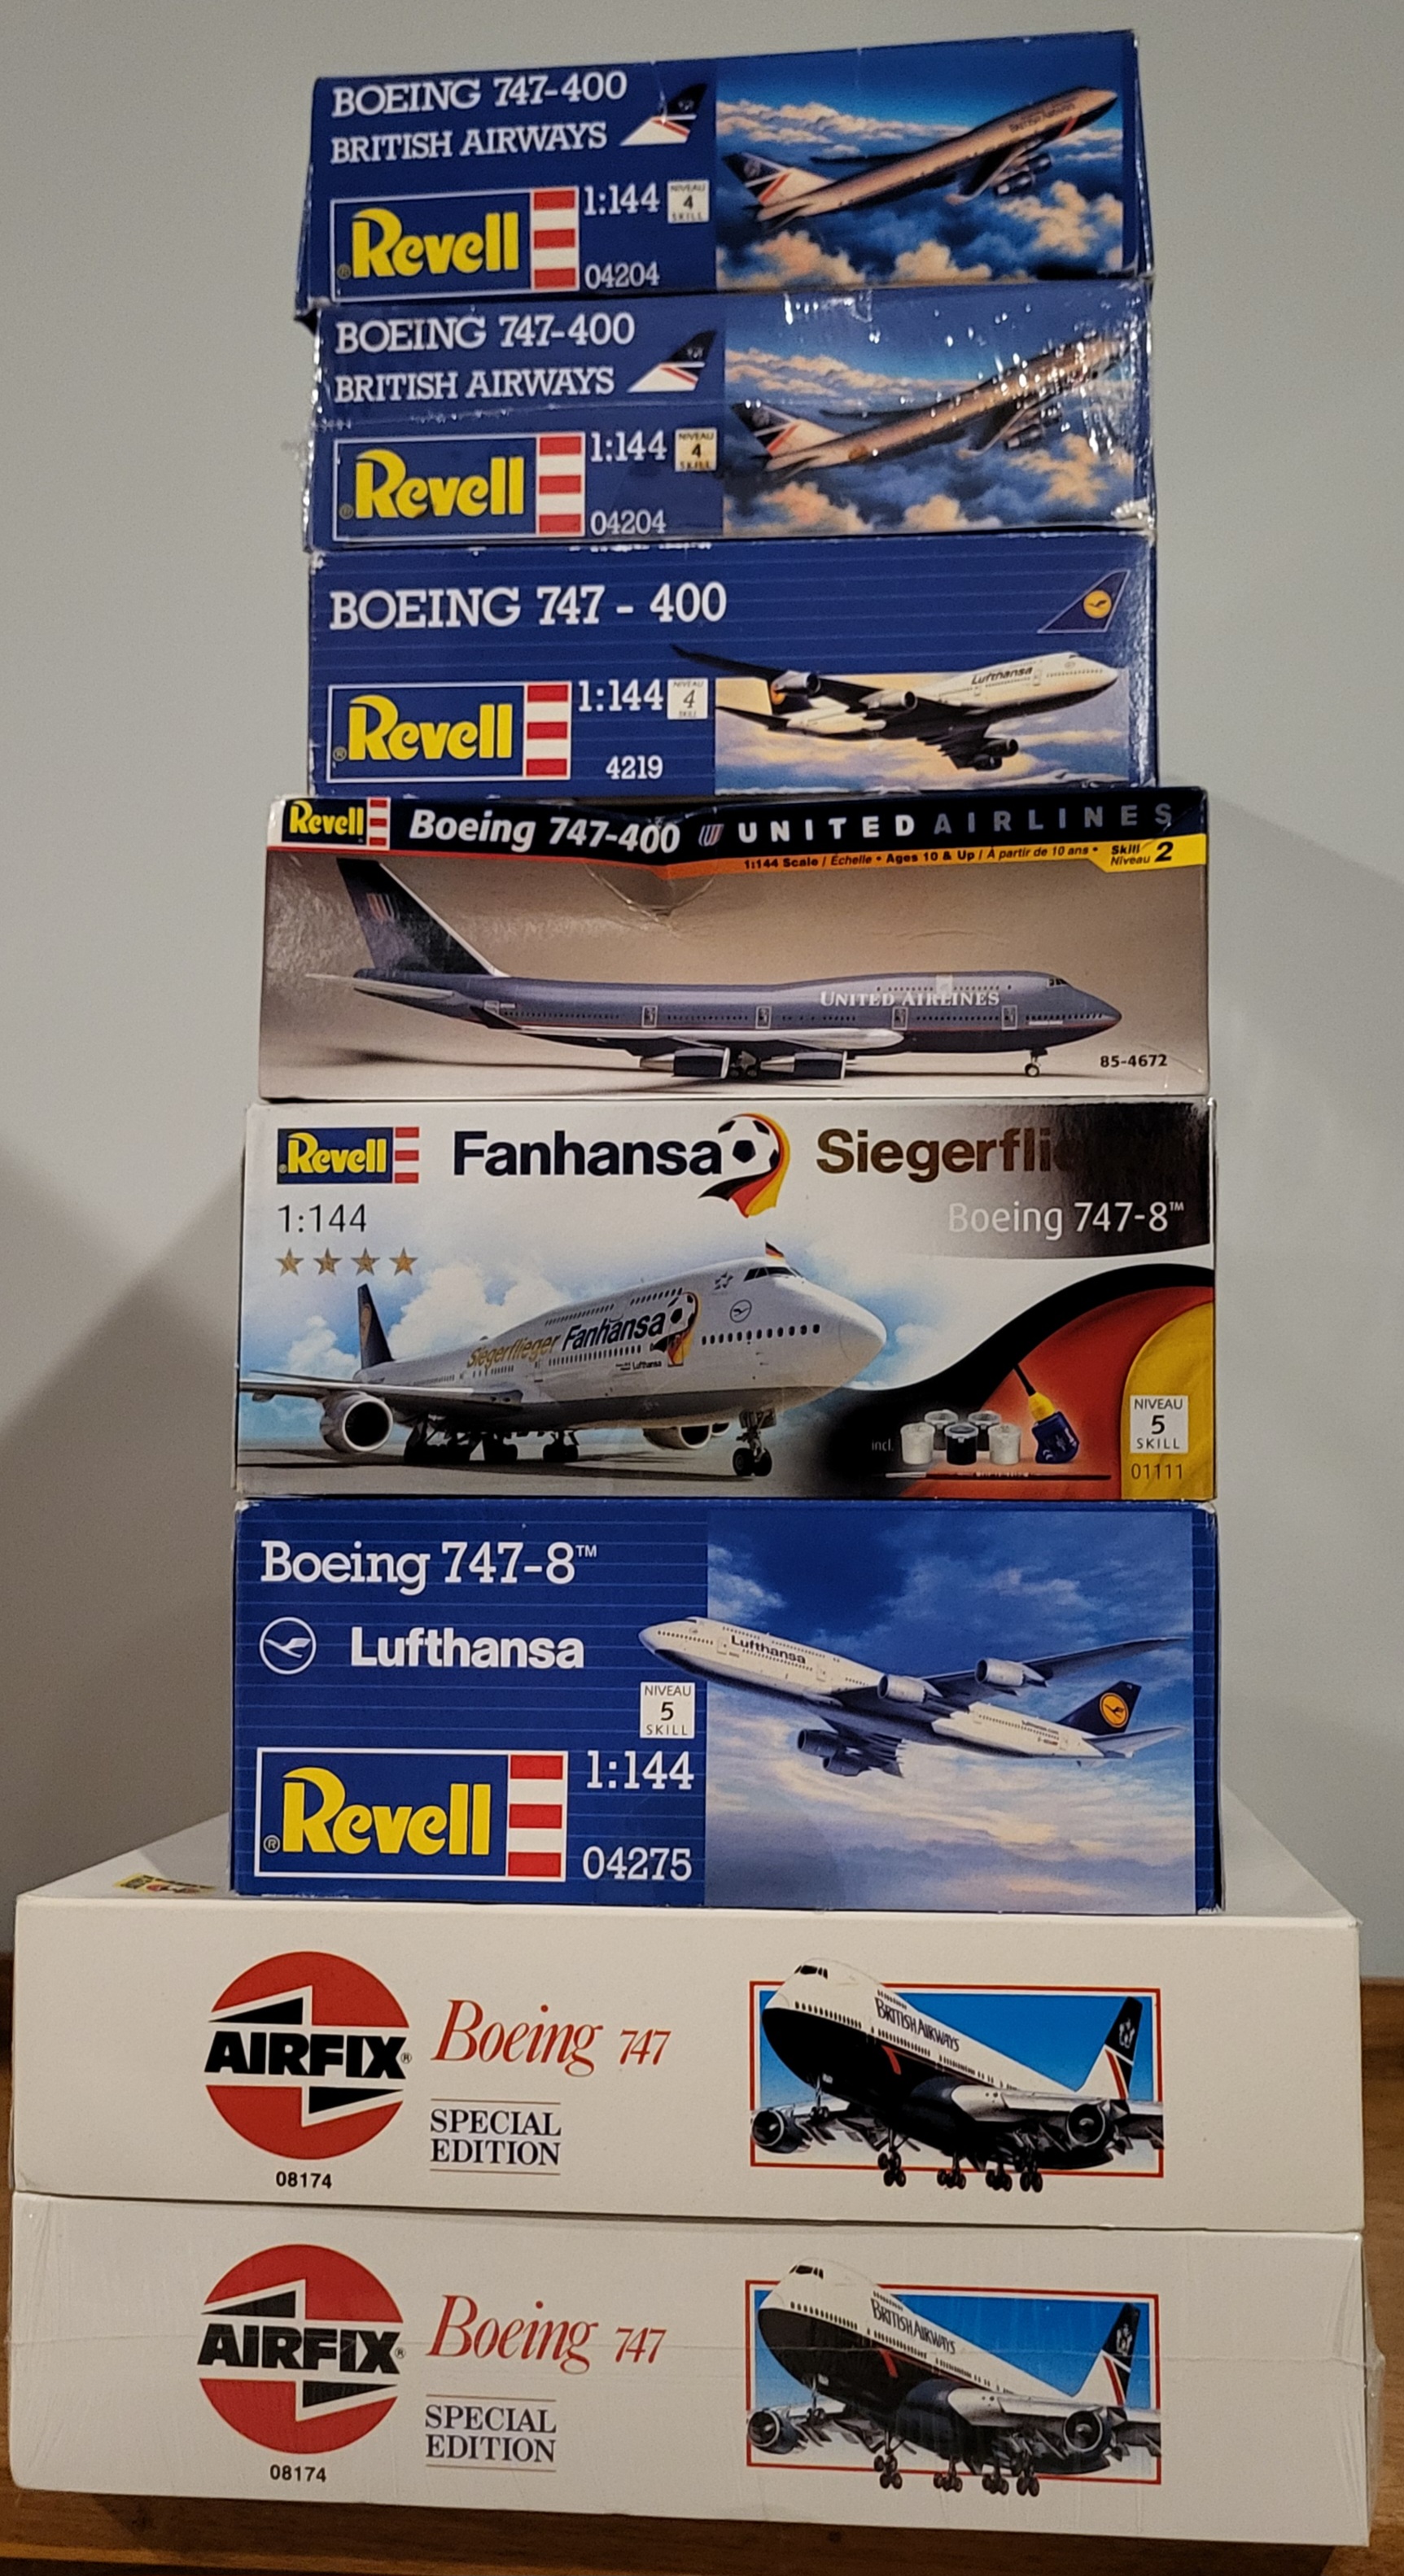 BOEING 747-400
BRITISH AIRWAYS
Revell
®
1:144
NIVEAU
4
SKILL
04204
British Airways
BOEING 747-400
BRITISH AIRWAYS
Revell
®
1:144
NIVEAU
4
SKILL
04204
BOEING 747 - 400
Revell
®
1:144
NIVEAU
4
SKILL
4219
Lufthansa
Revell
Boeing 747-400 UNITED AIRLINES
1:144 Scale / Échelle • Ages 10 & Up / À partir de 10 ans • Skill Niveau 2
UNITED AIRLINES
85-4672
Revell
Fanhansa Siegerfli
1:144
Boeing 747-8™
Siegerflieger Fanhansa
Lufthansa
incl.
NIVEAU
5
SKILL
01111
Boeing 747-8™
Lufthansa
NIVEAU
5
SKILL
Revell
®
1:144
04275
Lufthansa
AIRFIX®
Boeing 747
SPECIAL
EDITION
08174
BRITISH AIRWAYS
AIRFIX®
Boeing 747
SPECIAL
EDITION
08174
BRITISH AIRWAYS